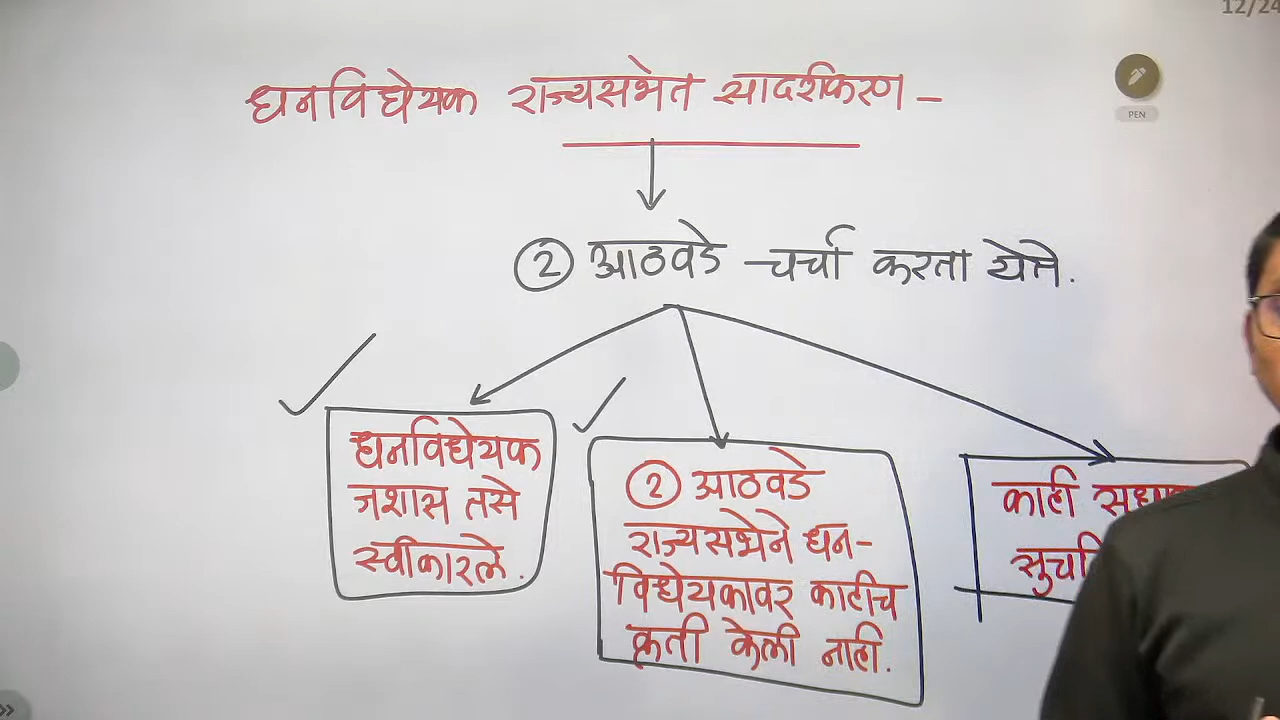 12/24
धनविधेयक राज्यसभेत सादरीकरण –
PEN
② आठवडे – चर्चा करता येते.
धनविधेयक
जशास तसे
स्वीकारले.
② आठवडे
राज्यसभेने धन-
विधेयकावर काहीच
कृती केली नाही.
काही